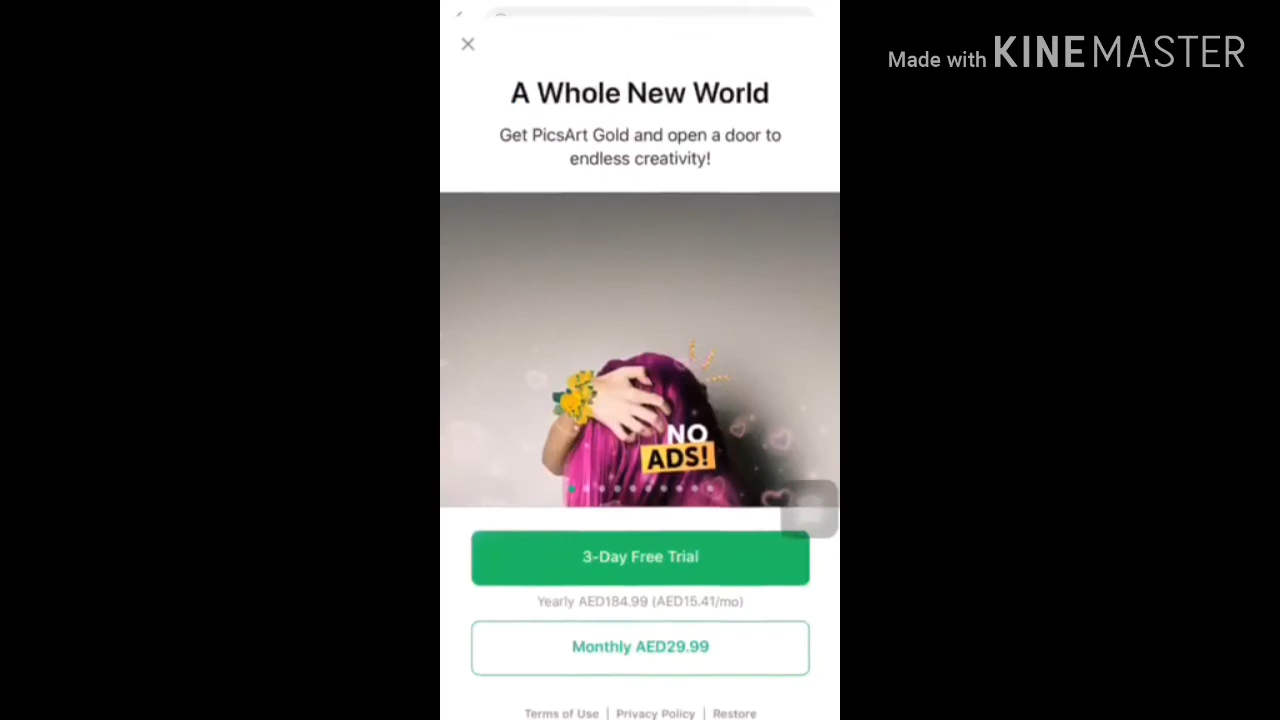 Made with KINEMASTER
A Whole New World
Get PicsArt Gold and open a door to
endless creativity!
NO
ADS!
3-Day Free Trial
Yearly AED184.99 (AED15.41/mo)
Monthly AED29.99
Terms of Use | Privacy Policy | Restore